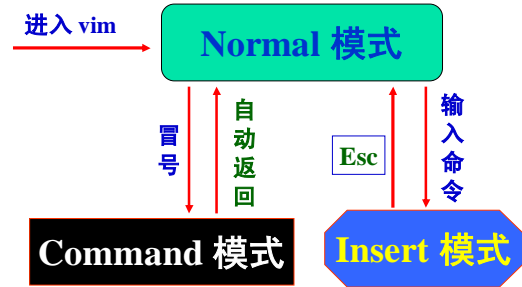 进入 vim
Normal 模式
冒号
自动返回
Esc
输入命令
Command 模式
Insert 模式